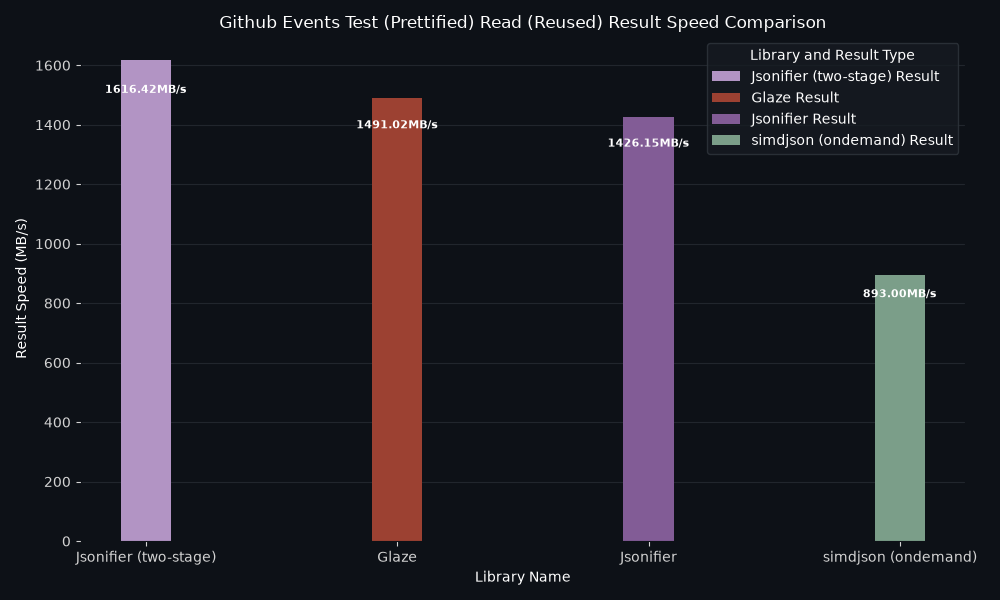 Github Events Test (Prettified) Read (Reused) Result Speed Comparison
Library and Result Type
Jsonifier (two-stage) Result
Glaze Result
Jsonifier Result
simdjson (ondemand) Result
Result Speed (MB/s)
1600
1400
1200
1000
800
600
400
200
0
1616.42MB/s
1491.02MB/s
1426.15MB/s
893.00MB/s
Jsonifier (two-stage)
Glaze
Jsonifier
simdjson (ondemand)
Library Name